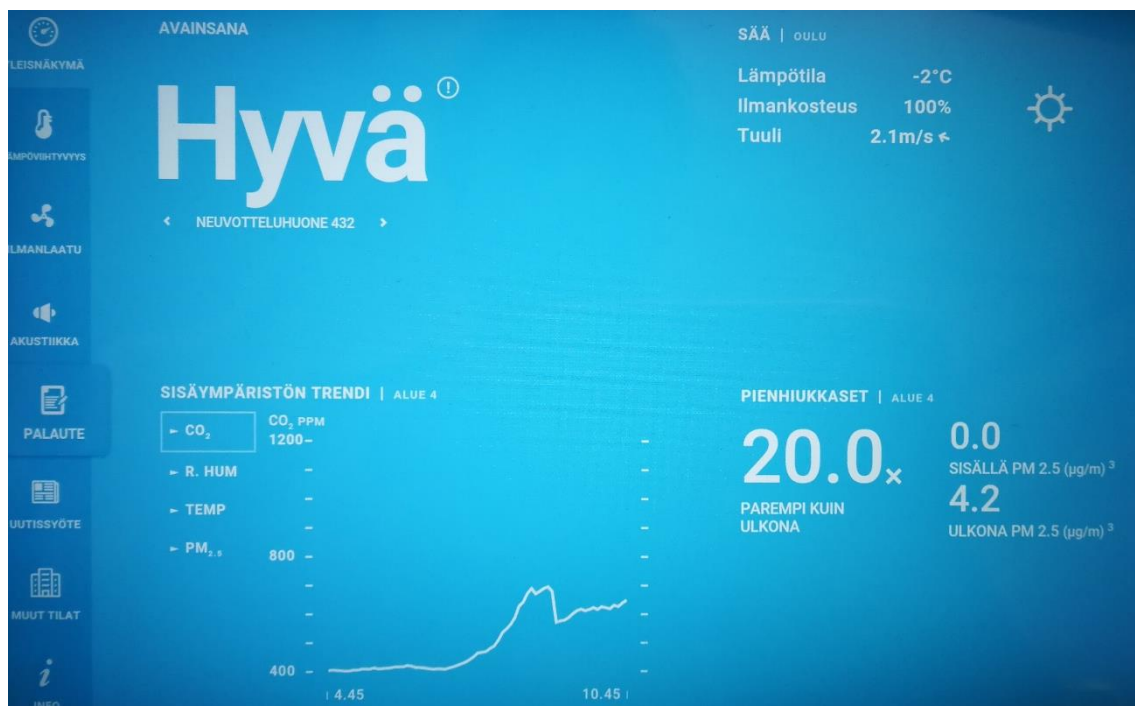 YLEISNÄKYMÄ
LÄMPÖVIIHTYVYYS
ILMANLAATU
AKUSTIIKKA
PALAUTE
UUTISSYÖTE
MUUT TILAT
i
INFO
AVAINSANA
Hyvä
!
< NEUVOTTELUHUONE 432 >
SÄÄ | OULU
Lämpötila -2°C
Ilmankosteus 100%
Tuuli 2.1m/s
SISÄYMPÄRISTÖN TRENDI | ALUE 4
CO₂
R. HUM
TEMP
PM₂.₅
CO₂ PPM
1200
800
400
4.45 10.45
PIENHIUKKASET | ALUE 4
20.0x
PAREMPI KUIN
ULKONA
0.0
SISÄLLÄ PM 2.5 (µg/m) ³
4.2
ULKONA PM 2.5 (µg/m) ³